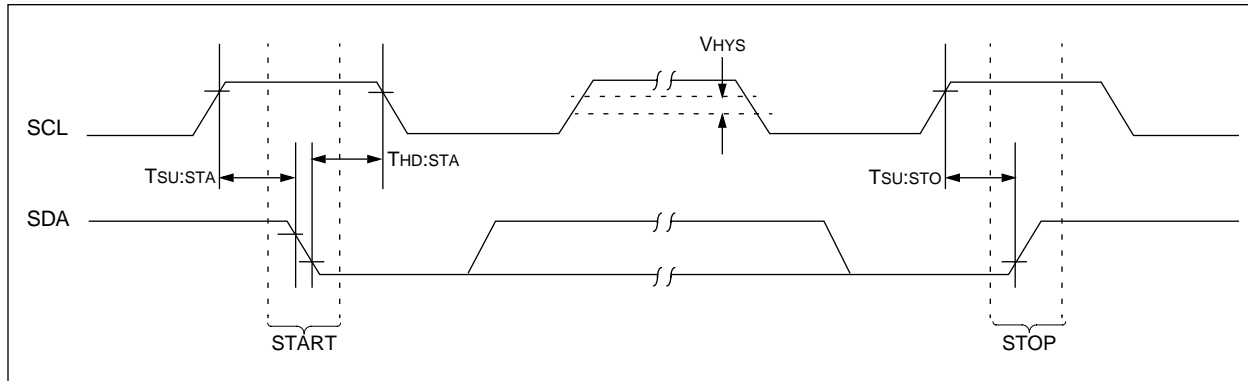 VHYS
SCL
THD:STA
TSU:STA
TSU:STO
SDA
START
STOP